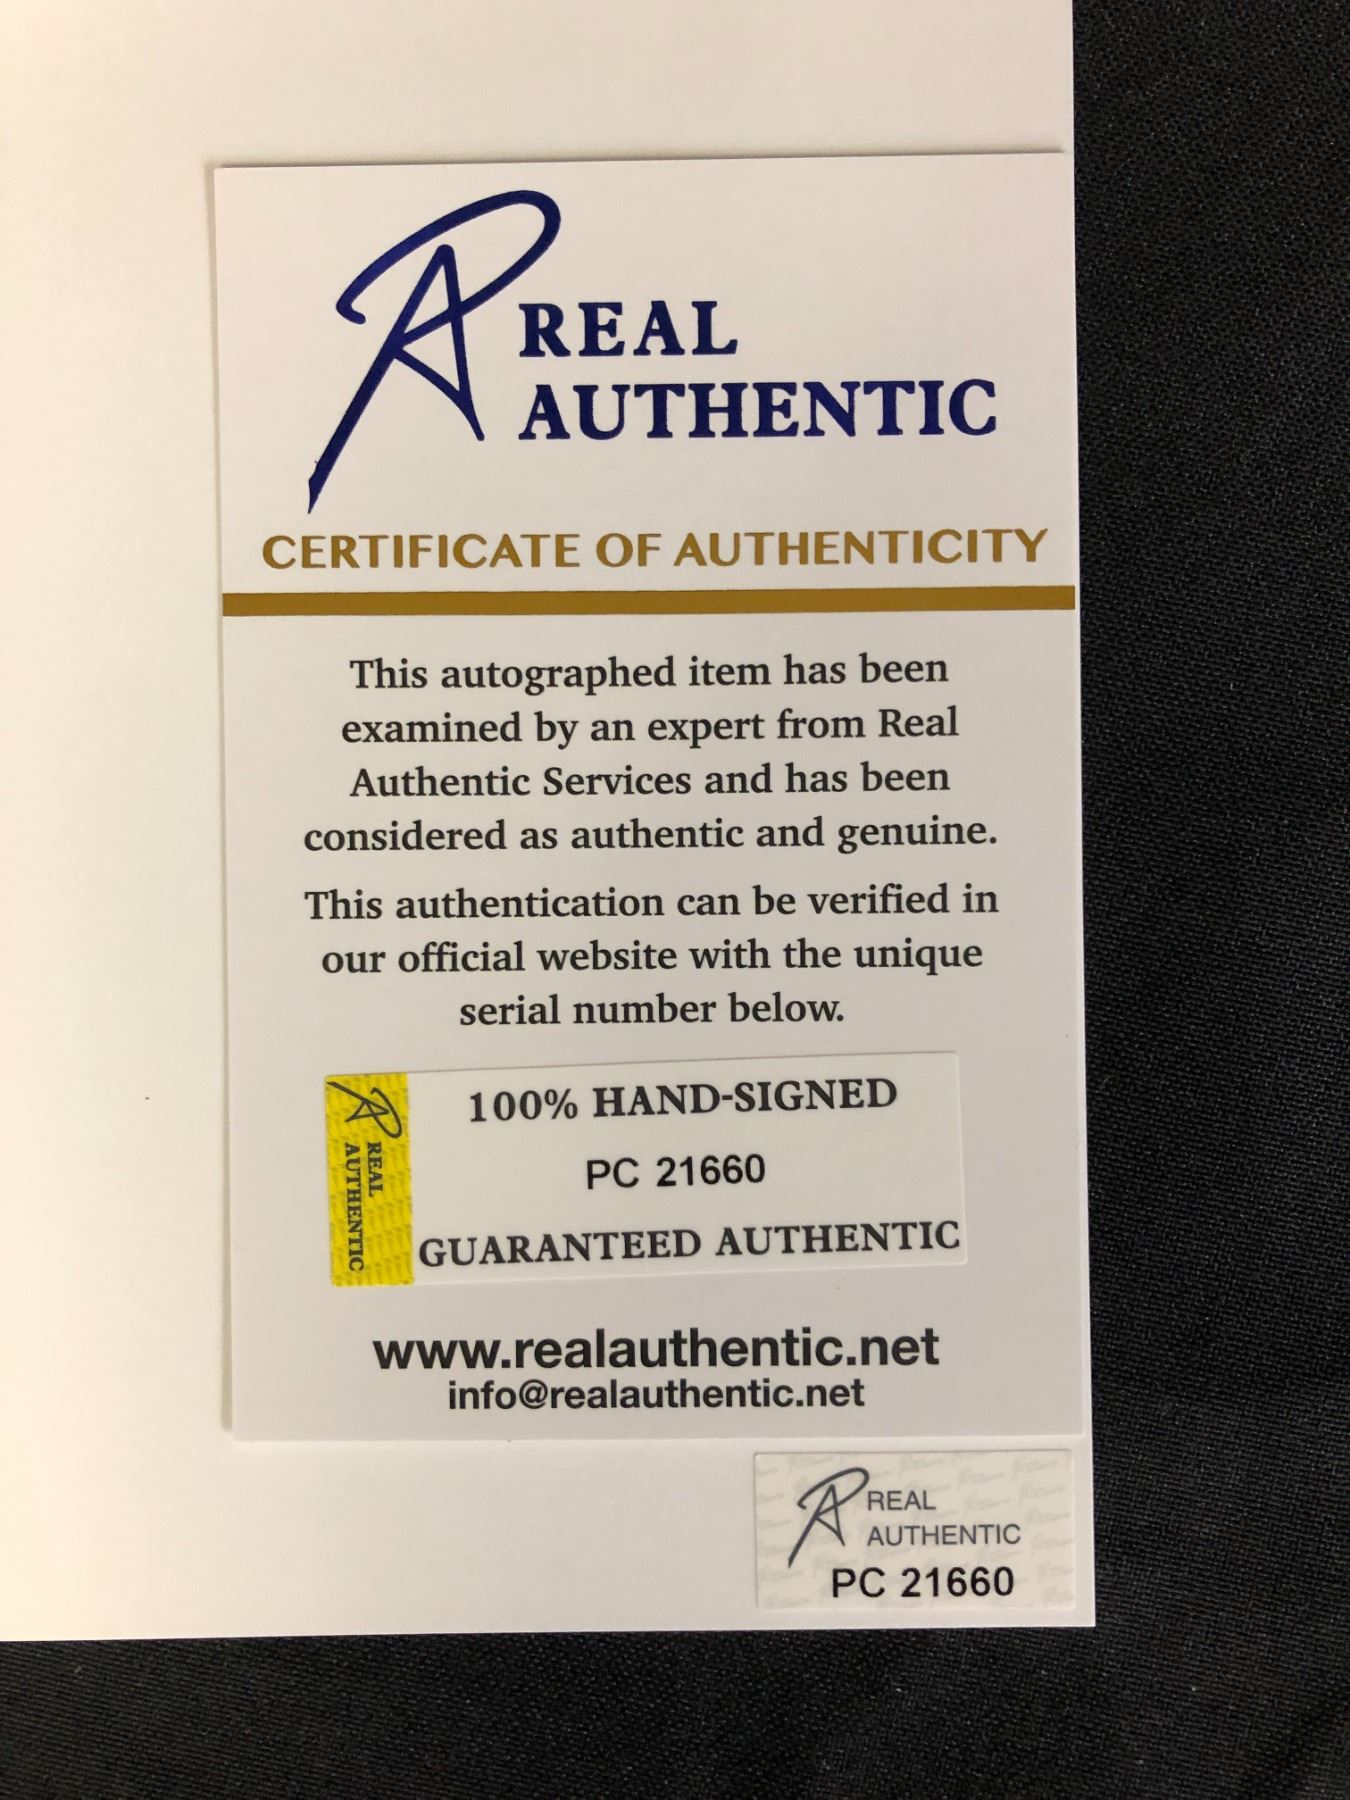 REAL
AUTHENTIC
CERTIFICATE OF AUTHENTICITY
This autographed item has been
examined by an expert from Real
Authentic Services and has been
considered as authentic and genuine.
This authentication can be verified in
our official website with the unique
serial number below.
REAL
AUTHENTIC
100% HAND-SIGNED
PC 21660
GUARANTEED AUTHENTIC
www.realauthentic.net
info@realauthentic.net
REAL
AUTHENTIC
PC 21660